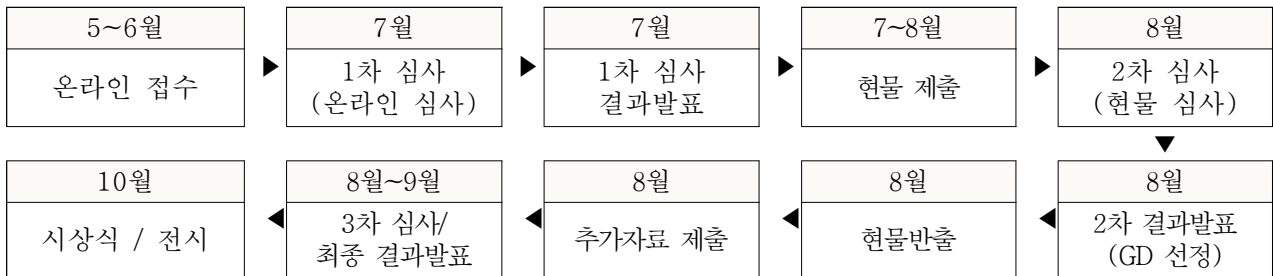 5~6월
온라인 접수
▶
7월
1차 심사
(온라인 심사)
▶
7월
1차 심사
결과발표
▶
7~8월
현물 제출
▶
8월
2차 심사
(현물 심사)
▼
8월
2차 결과발표
(GD 선정)
◀
8월
현물반출
◀
8월
추가자료 제출
◀
8월~9월
3차 심사/
최종 결과발표
◀
10월
시상식 / 전시